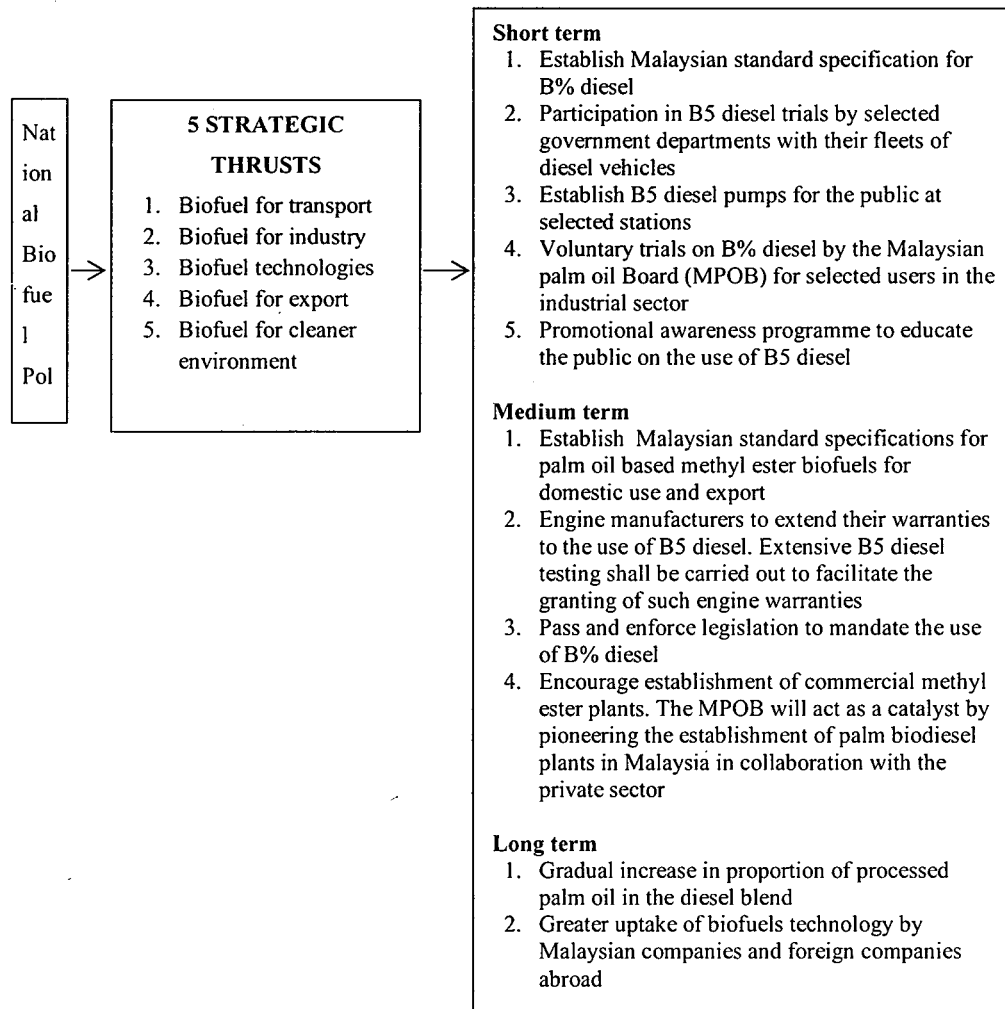 Nat
ion
al
Bio
fue
l
Pol
5 STRATEGIC
THRUSTS
1. Biofuel for transport
2. Biofuel for industry
3. Biofuel technologies
4. Biofuel for export
5. Biofuel for cleaner
environment
Short term
1. Establish Malaysian standard specification for
B% diesel
2. Participation in B5 diesel trials by selected
government departments with their fleets of
diesel vehicles
3. Establish B5 diesel pumps for the public at
selected stations
4. Voluntary trials on B% diesel by the Malaysian
palm oil Board (MPOB) for selected users in the
industrial sector
5. Promotional awareness programme to educate
the public on the use of B5 diesel
Medium term
1. Establish Malaysian standard specifications for
palm oil based methyl ester biofuels for
domestic use and export
2. Engine manufacturers to extend their warranties
to the use of B5 diesel. Extensive B5 diesel
testing shall be carried out to facilitate the
granting of such engine warranties
3. Pass and enforce legislation to mandate the use
of B% diesel
4. Encourage establishment of commercial methyl
ester plants. The MPOB will act as a catalyst by
pioneering the establishment of palm biodiesel
plants in Malaysia in collaboration with the
private sector
Long term
1. Gradual increase in proportion of processed
palm oil in the diesel blend
2. Greater uptake of biofuels technology by
Malaysian companies and foreign companies
abroad